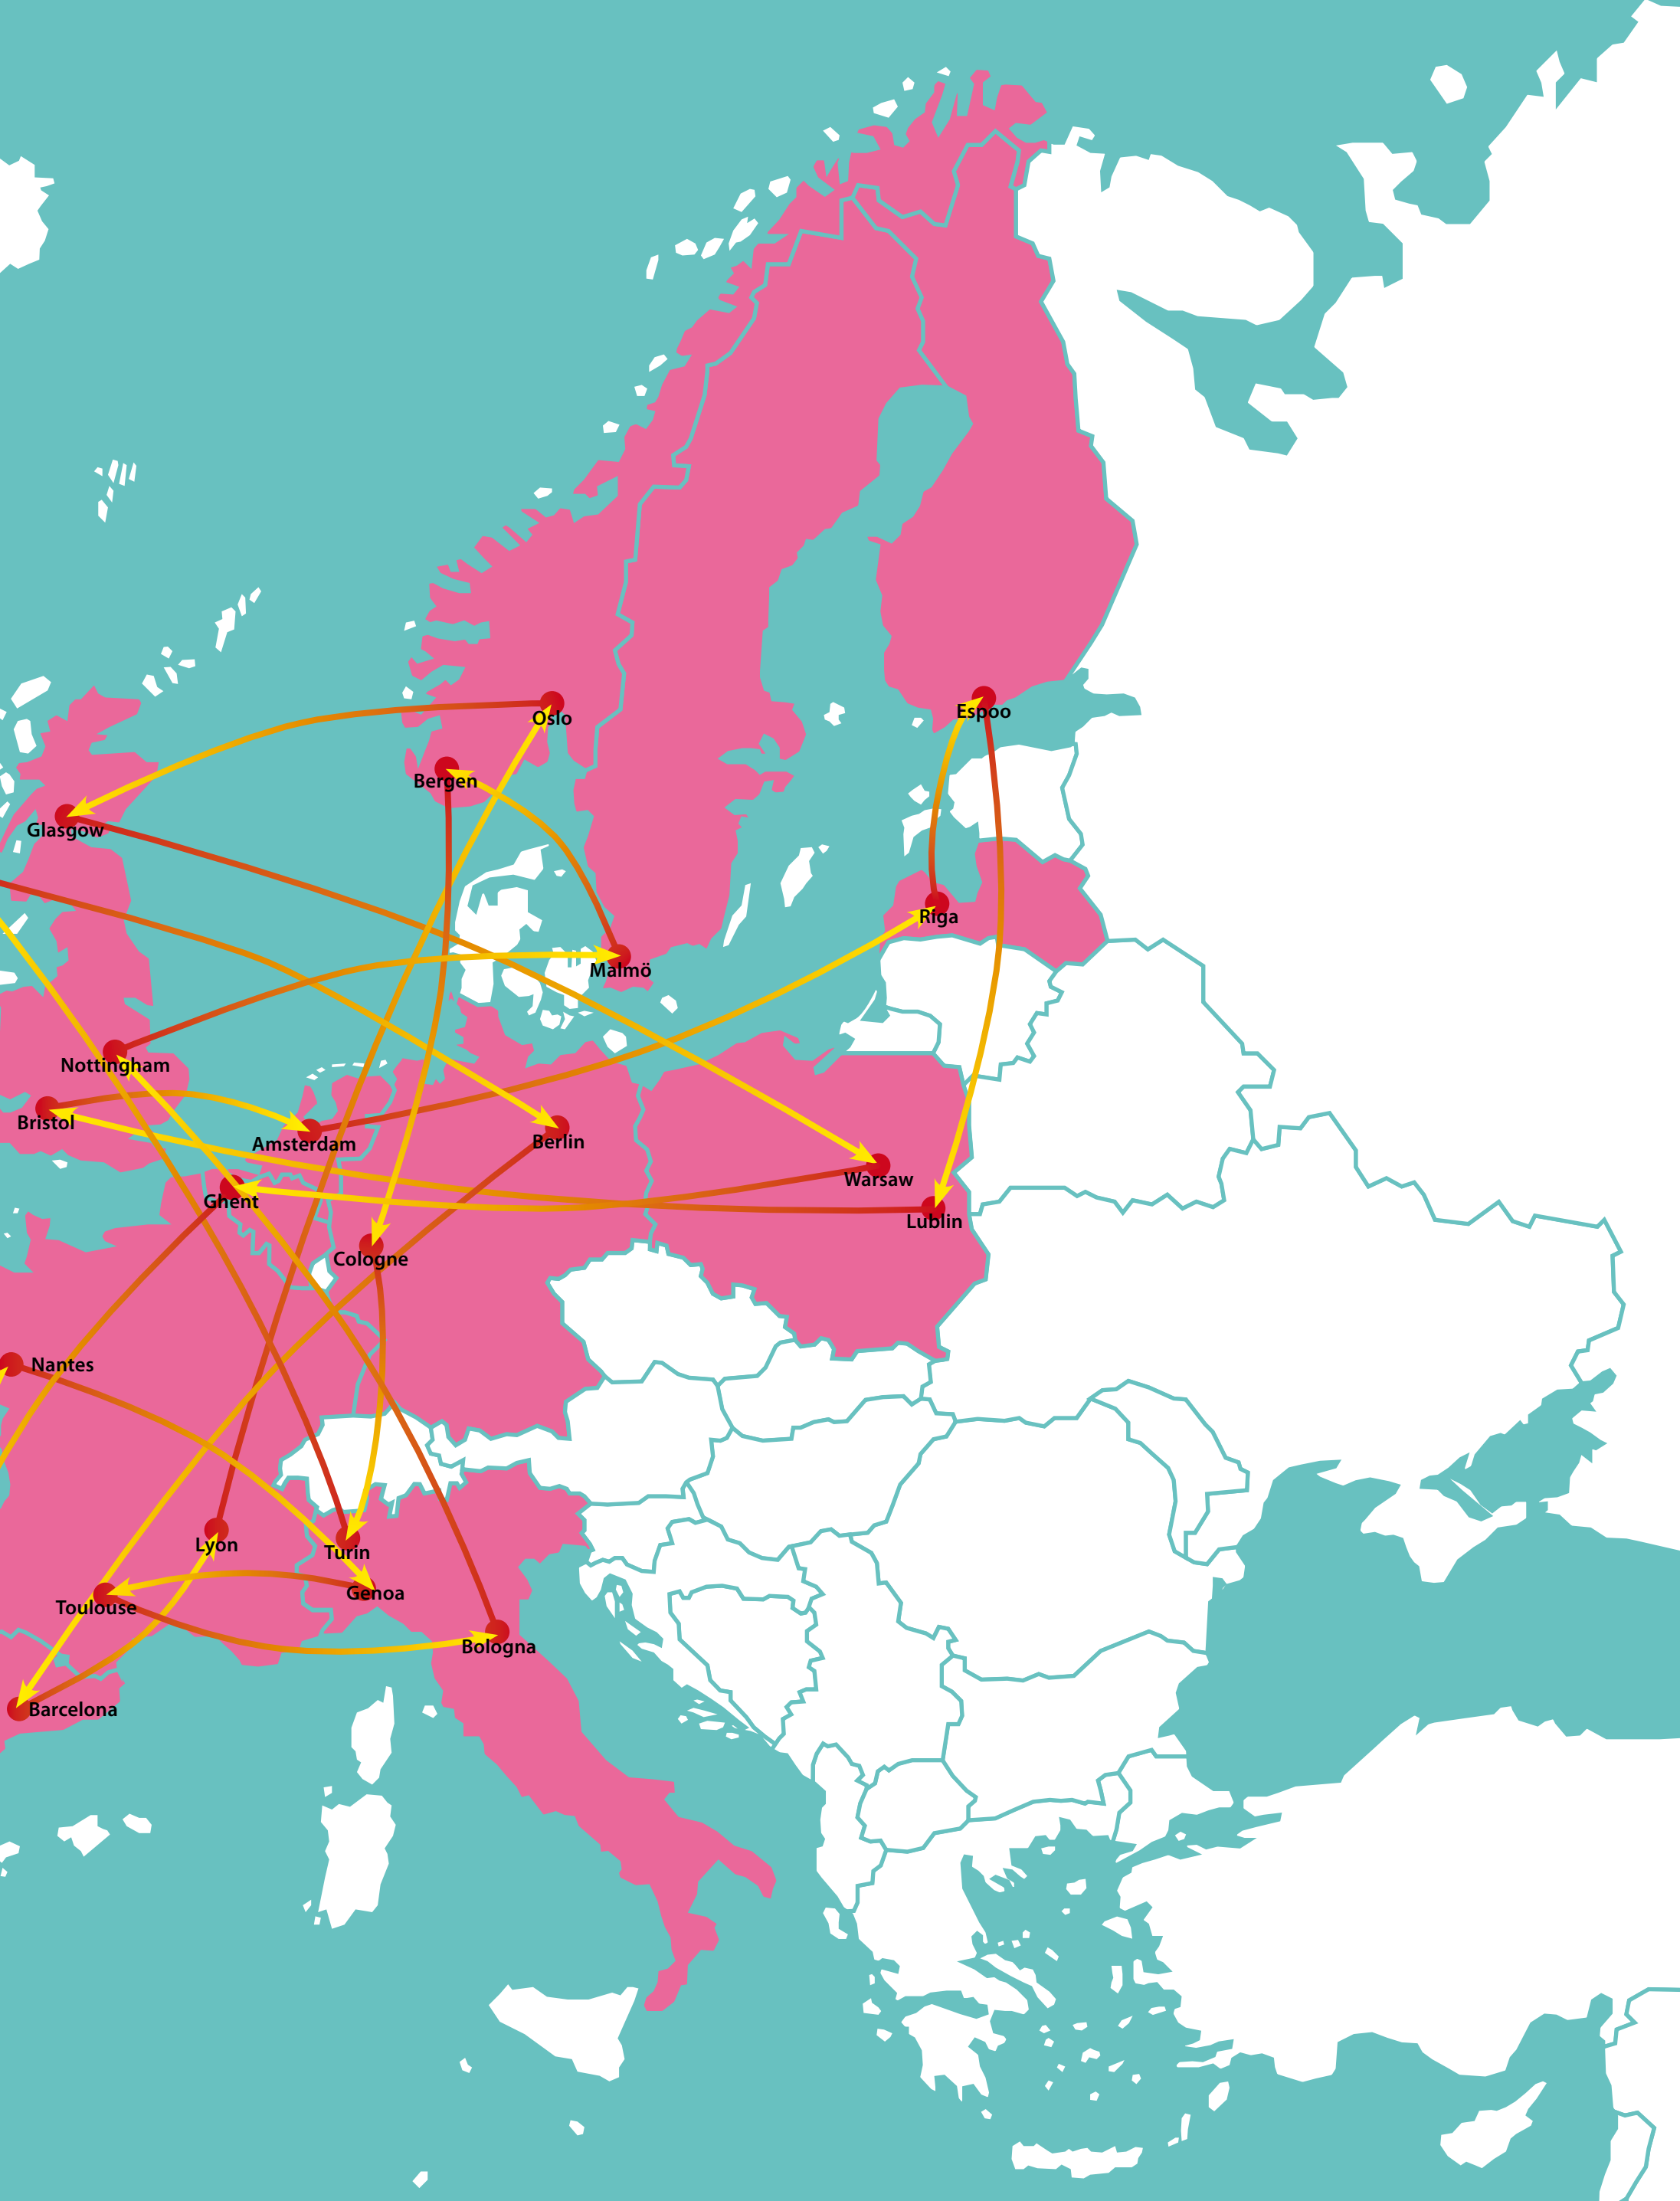 Oslo
Espoo
Bergen
Glasgow
Riga
Malmö
Nottingham
Bristol
Amsterdam
Berlin
Warsaw
Ghent
Lublin
Cologne
Nantes
Lyon
Turin
Genoa
Toulouse
Bologna
Barcelona